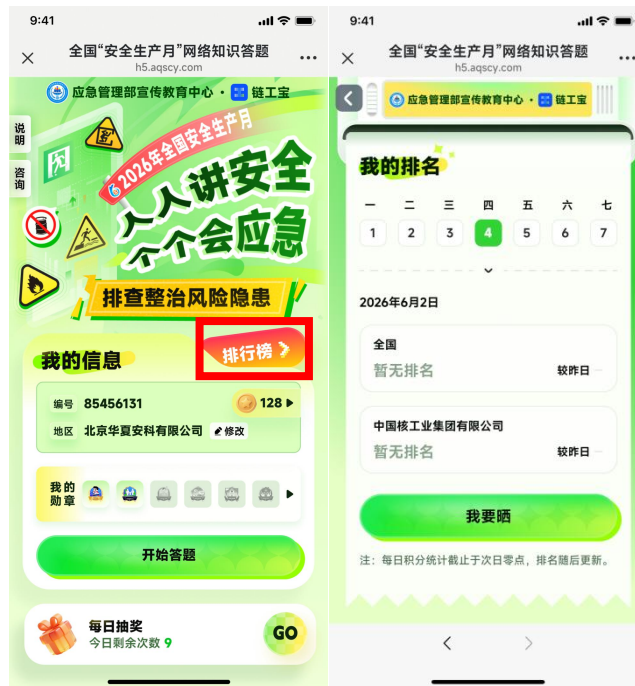 9:41
全国“安全生产月”网络知识答题
h5.aqscy.com
应急管理部宣传教育中心 · 链工宝
说明
咨询
2026年全国安全生产月
人人讲安全
个个会应急
排查整治风险隐患
我的信息
排行榜
编号 85456131
128
地区 北京华夏安科有限公司 修改
我的勋章
开始答题
每日抽奖
今日剩余次数 9
GO
9:41
全国“安全生产月”网络知识答题
h5.aqscy.com
应急管理部宣传教育中心 · 链工宝
我的排名
一 二 三 四 五 六 七
1 2 3 4 5 6 7
2026年6月2日
全国
暂无排名 较昨日 —
中国核工业集团有限公司
暂无排名 较昨日 —
我要晒
注：每日积分统计截止于次日零点，排名随后更新。